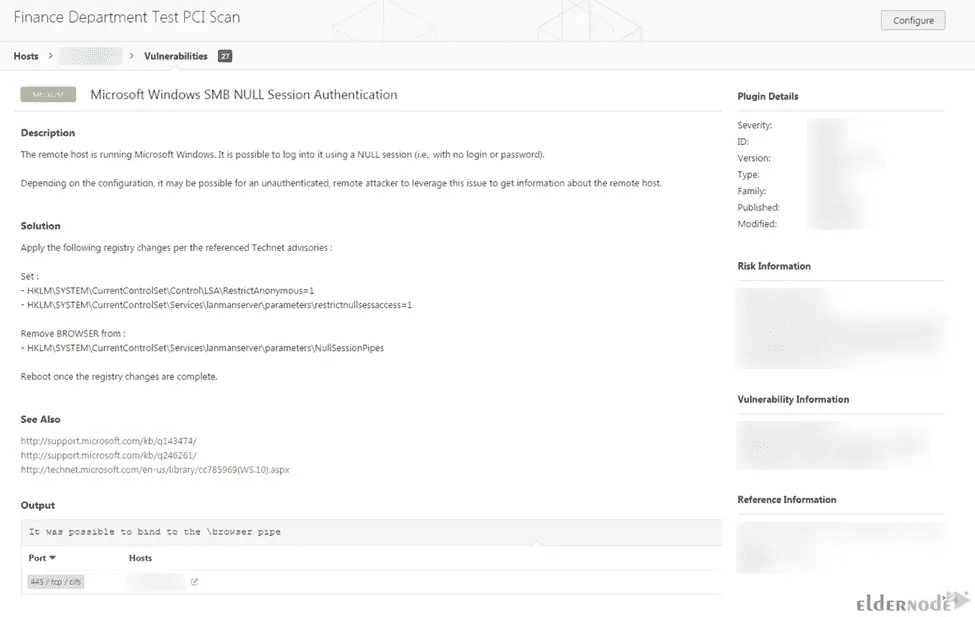 Finance Department Test PCI Scan
Configure
Hosts > > Vulnerabilities 27
MEDIUM Microsoft Windows SMB NULL Session Authentication
Description
The remote host is running Microsoft Windows. It is possible to log into it using a NULL session (i.e., with no login or password).
Depending on the configuration, it may be possible for an unauthenticated, remote attacker to leverage this issue to get information about the remote host.
Solution
Apply the following registry changes per the referenced Technet advisories :
Set :
- HKLM\SYSTEM\CurrentControlSet\Control\LSA\RestrictAnonymous=1
- HKLM\SYSTEM\CurrentControlSet\Services\lanmanserver\parameters\restrictnullsessaccess=1
Remove BROWSER from :
- HKLM\SYSTEM\CurrentControlSet\Services\lanmanserver\parameters\NullSessionPipes
Reboot once the registry changes are complete.
See Also
http://support.microsoft.com/kb/q143474/
http://support.microsoft.com/kb/q246261/
http://technet.microsoft.com/en-us/library/cc785969(WS.10).aspx
Output
It was possible to bind to the \browser pipe
Port Hosts
445 / tcp / cifs
Plugin Details
Severity:
ID:
Version:
Type:
Family:
Published:
Modified:
Risk Information
Vulnerability Information
Reference Information
eldernode